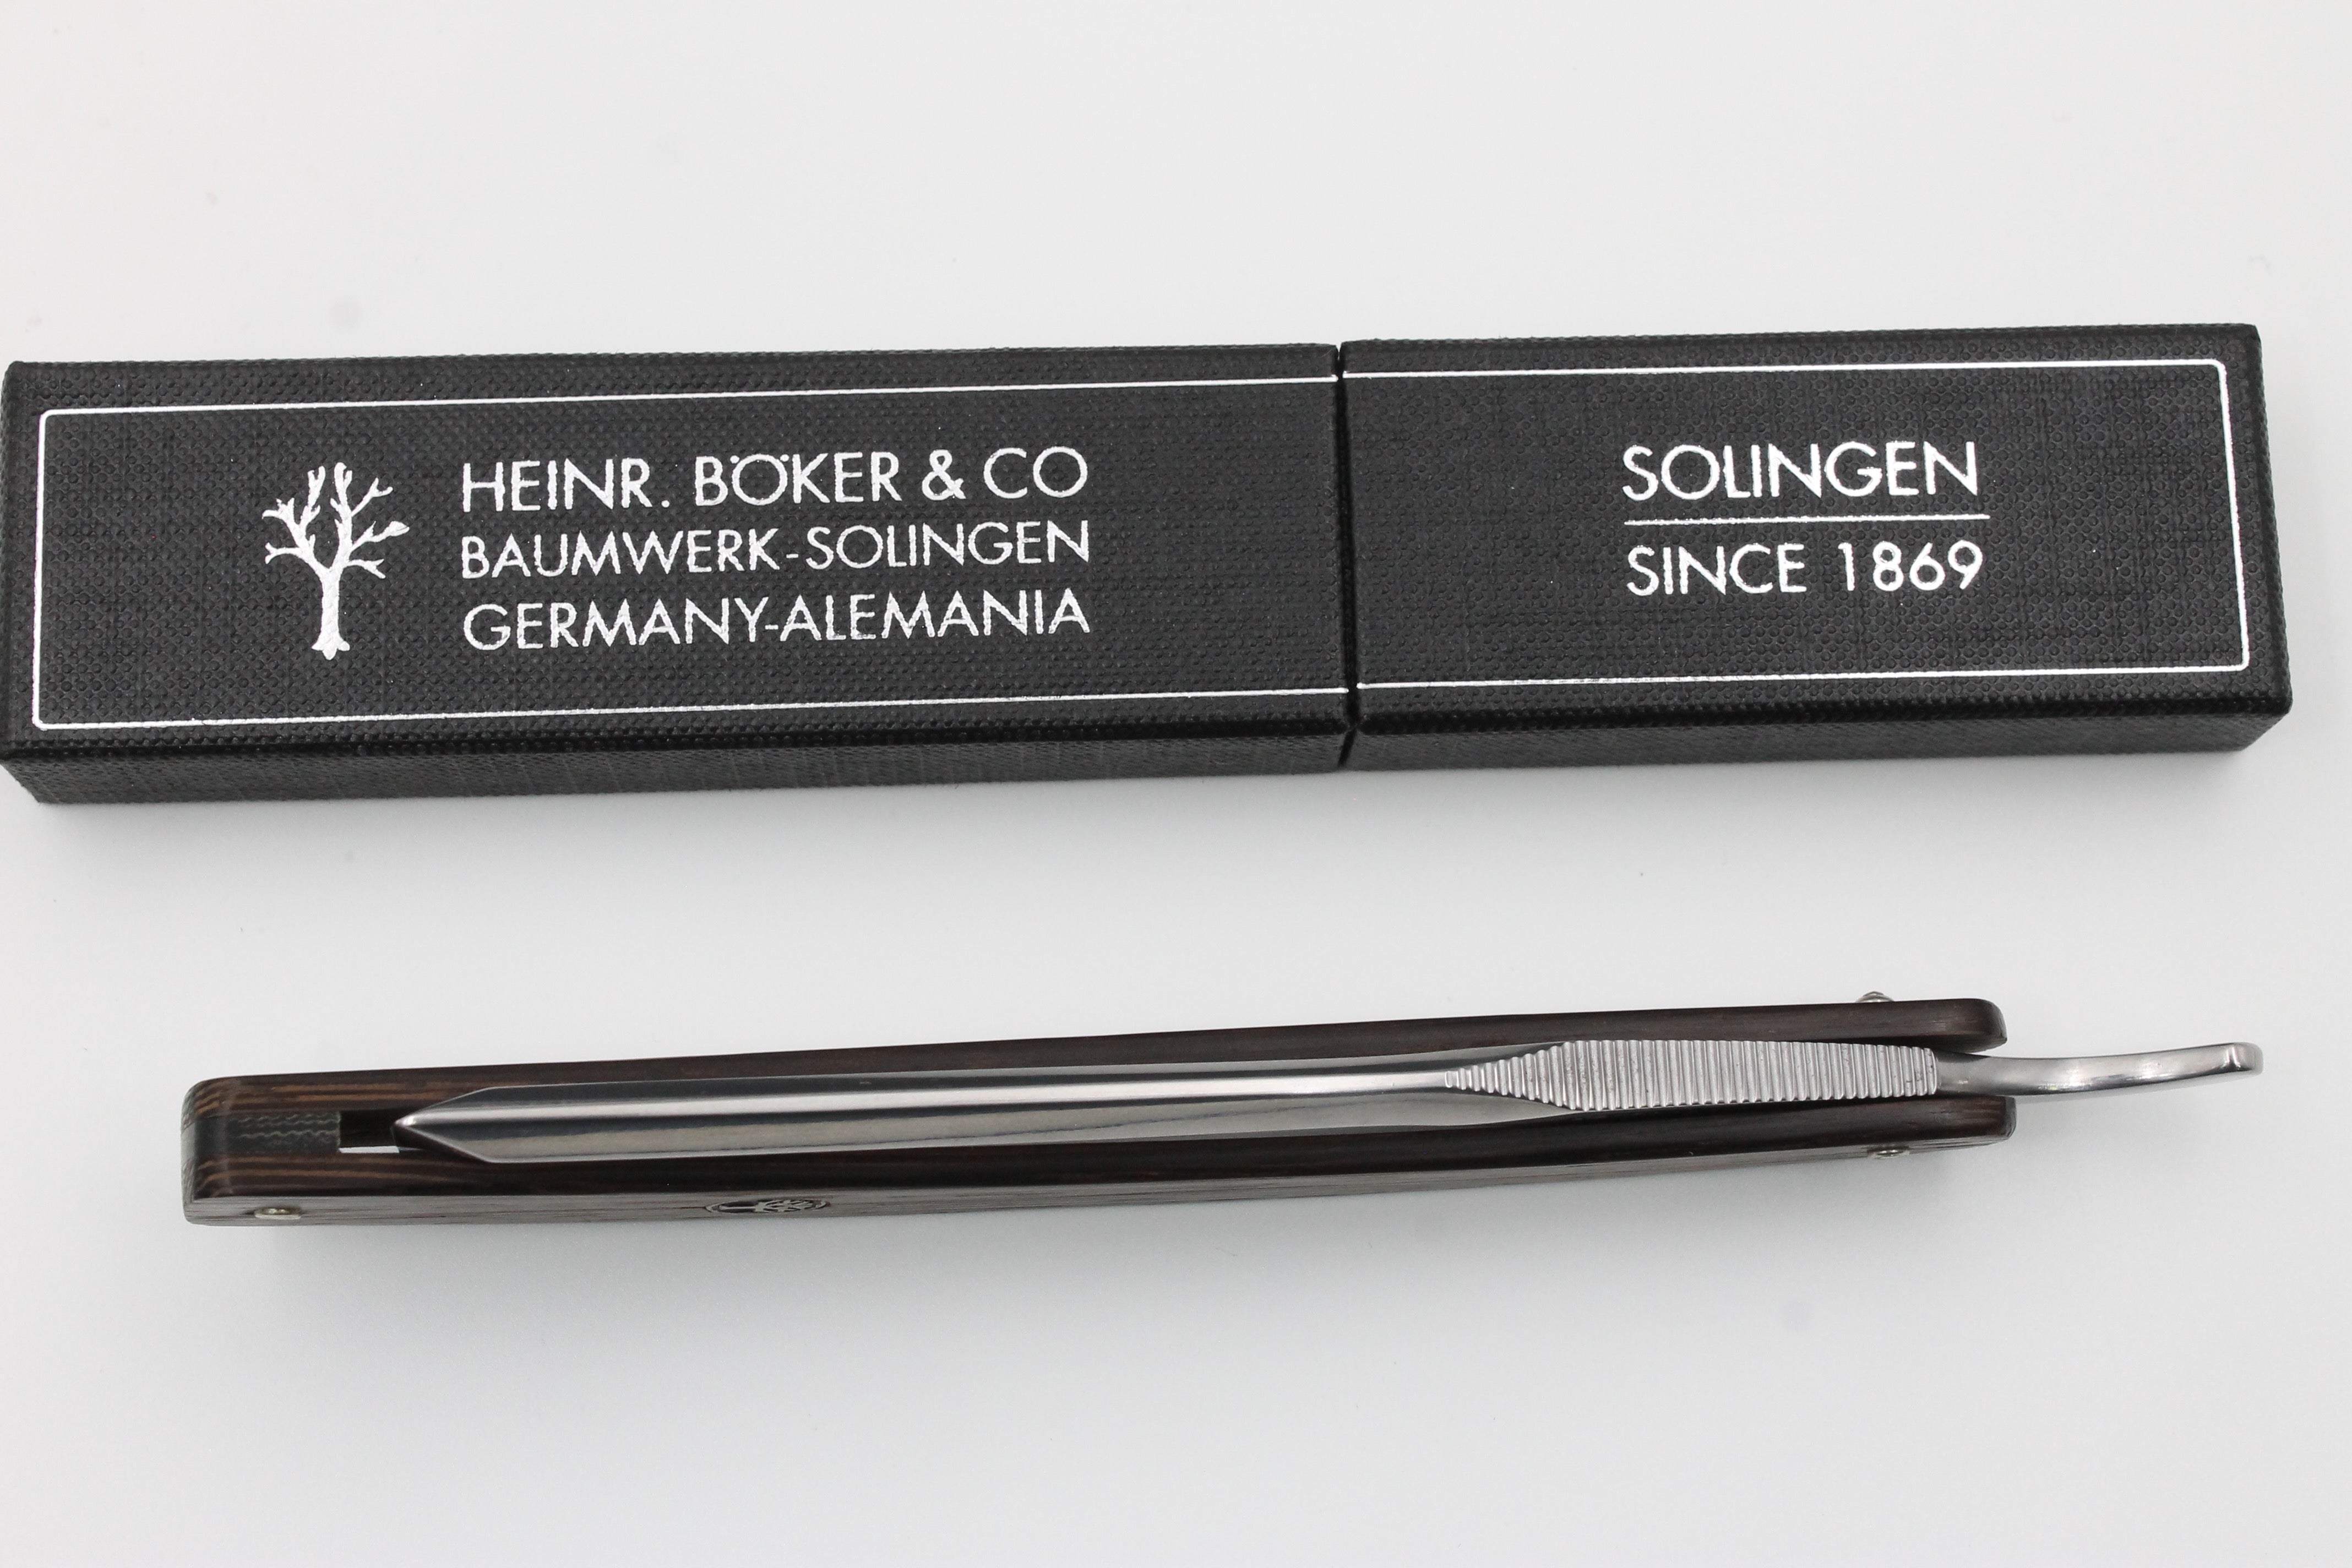 HEINR. BÖKER & CO
BAUMWERK-SOLINGEN
GERMANY-ALEMANIA
SOLINGEN
SINCE 1869